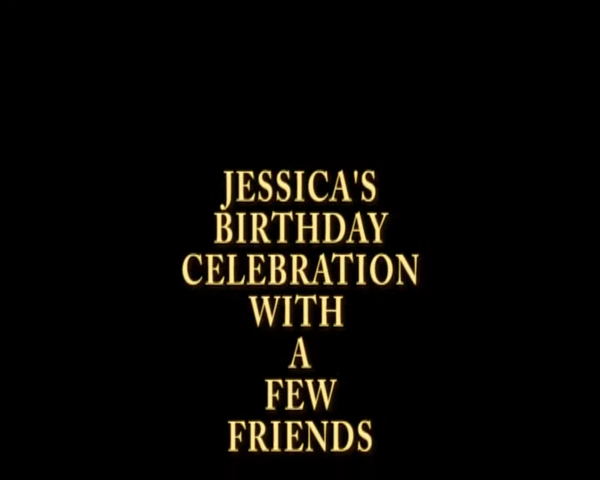 JESSICA'S
BIRTHDAY
CELEBRATION
WITH
A
FEW
FRIENDS